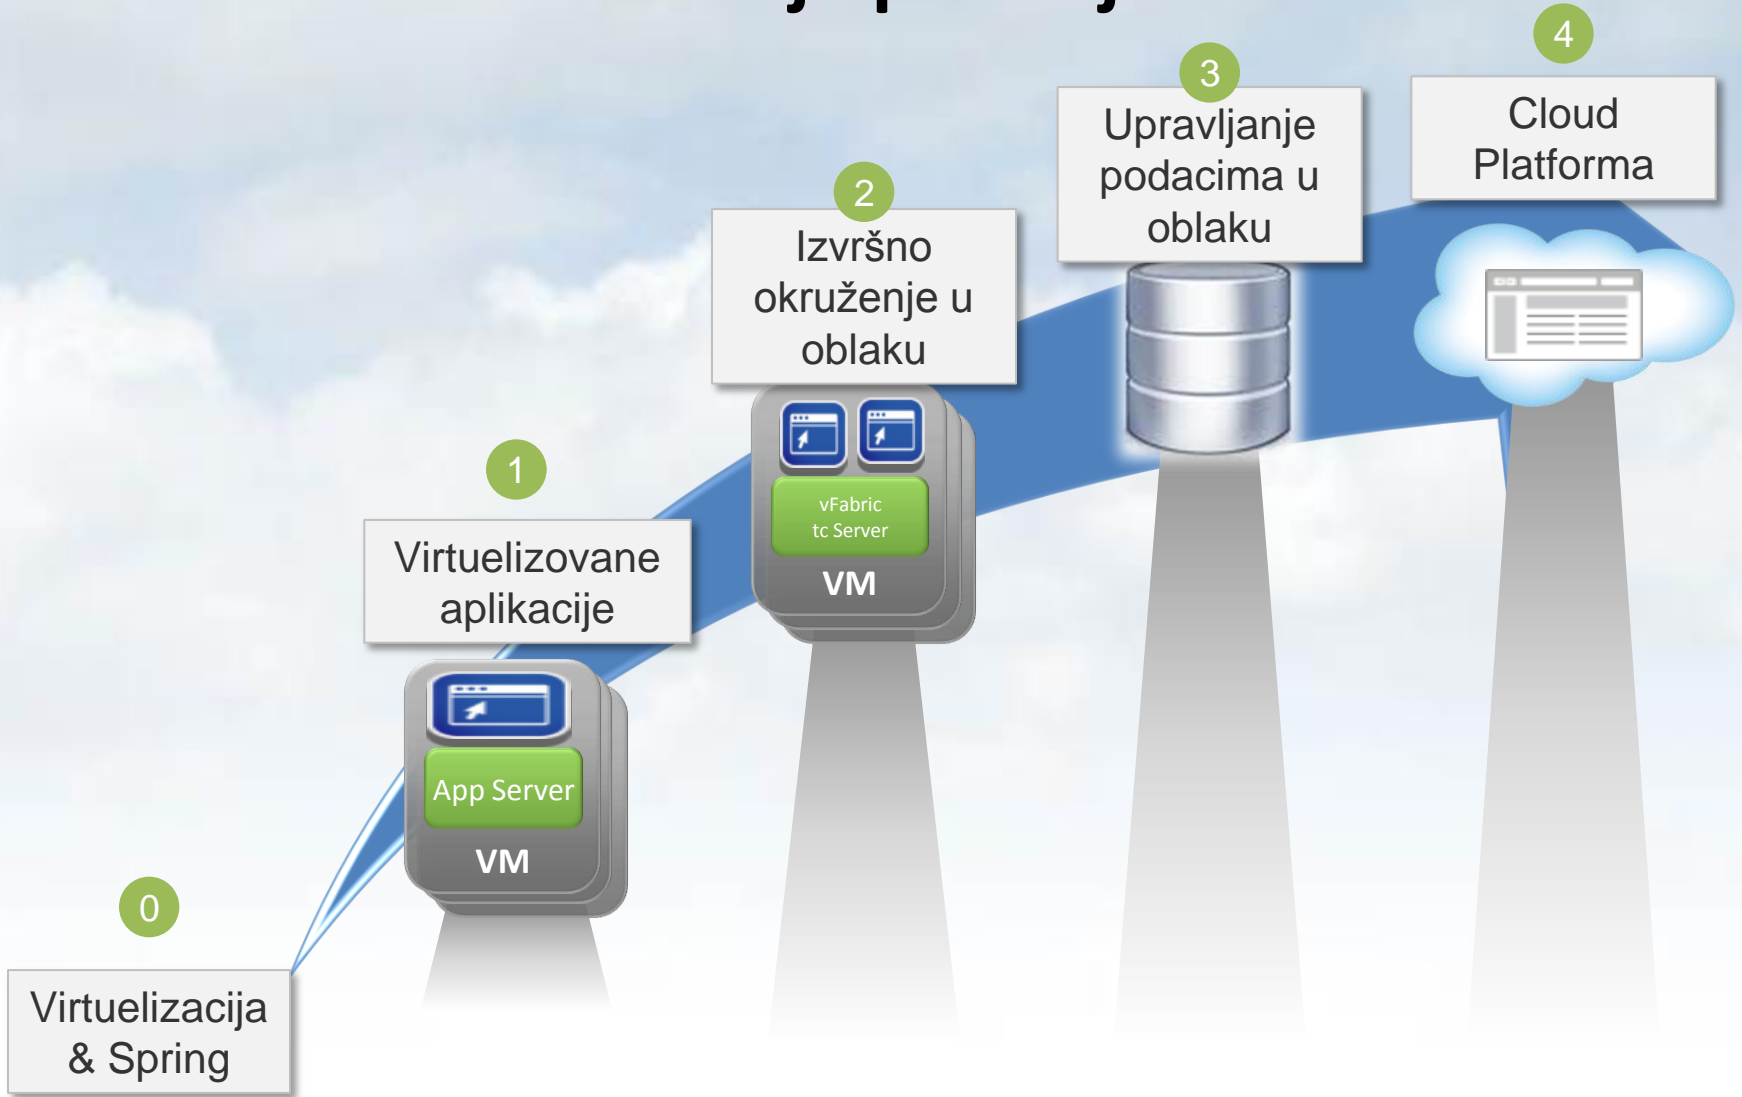 0
Virtuelizacija
& Spring
1
Virtuelizovane
aplikacije
App Server
VM
2
Izvršno
okruženje u
oblaku
vFabric
tc Server
VM
3
Upravljanje
podacima u
oblaku
4
Cloud
Platforma